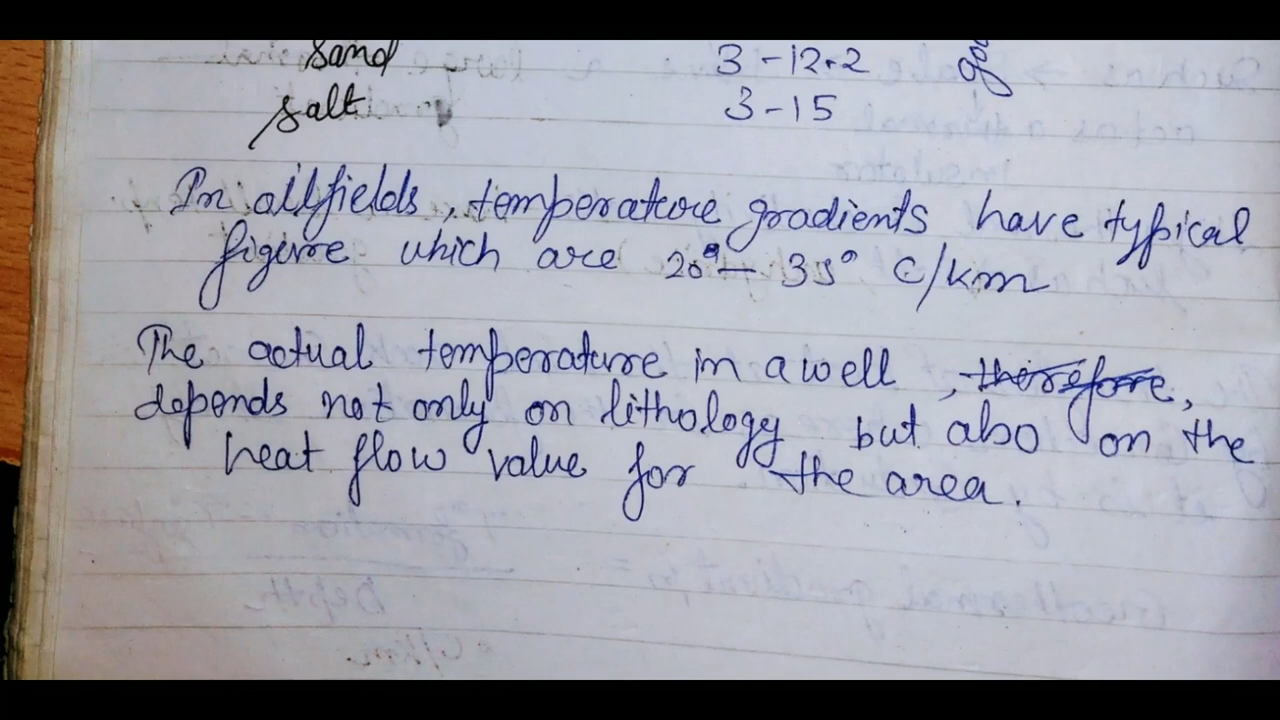 sand 3-12.2
salt 3-15
In oilfields, temperature gradients have typical
figure which are 20° - 35° C/km
The actual temperature in a well, therefore,
depends not only on lithology but also on the
heat flow value for the area.